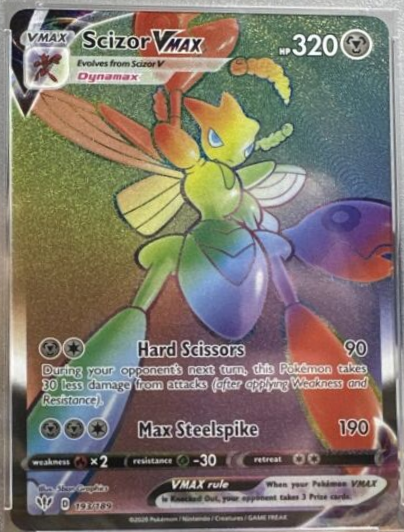 VMAX
Scizor VMAX
HP 320
Evolves from Scizor V
Dynamax
Hard Scissors 90
During your opponent's next turn, this Pokémon takes
30 less damage from attacks (after applying Weakness and
Resistance).
Max Steelspike 190
weakness ×2 resistance -30 retreat
Illus. 5ban Graphics
VMAX rule
When your Pokémon VMAX
is Knocked Out, your opponent takes 3 Prize cards.
D 193/189
©2020 Pokémon / Nintendo / Creatures / GAME FREAK